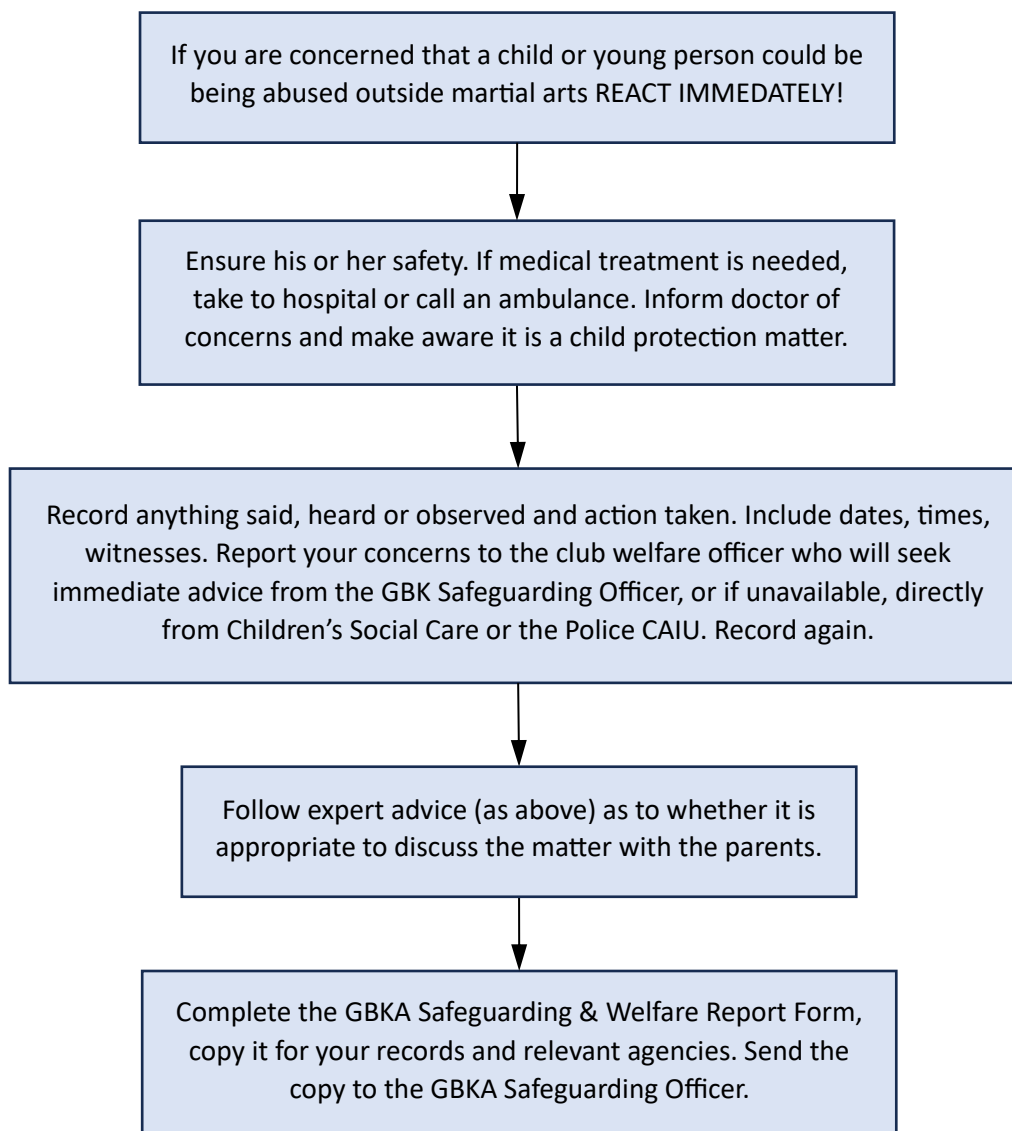 If you are concerned that a child or young person could be
being abused outside martial arts REACT IMMEDATELY!
Ensure his or her safety. If medical treatment is needed,
take to hospital or call an ambulance. Inform doctor of
concerns and make aware it is a child protection matter.
Record anything said, heard or observed and action taken. Include dates, times,
witnesses. Report your concerns to the club welfare officer who will seek
immediate advice from the GBK Safeguarding Officer, or if unavailable, directly
from Children’s Social Care or the Police CAIU. Record again.
Follow expert advice (as above) as to whether it is
appropriate to discuss the matter with the parents.
Complete the GBKA Safeguarding & Welfare Report Form,
copy it for your records and relevant agencies. Send the
copy to the GBKA Safeguarding Officer.